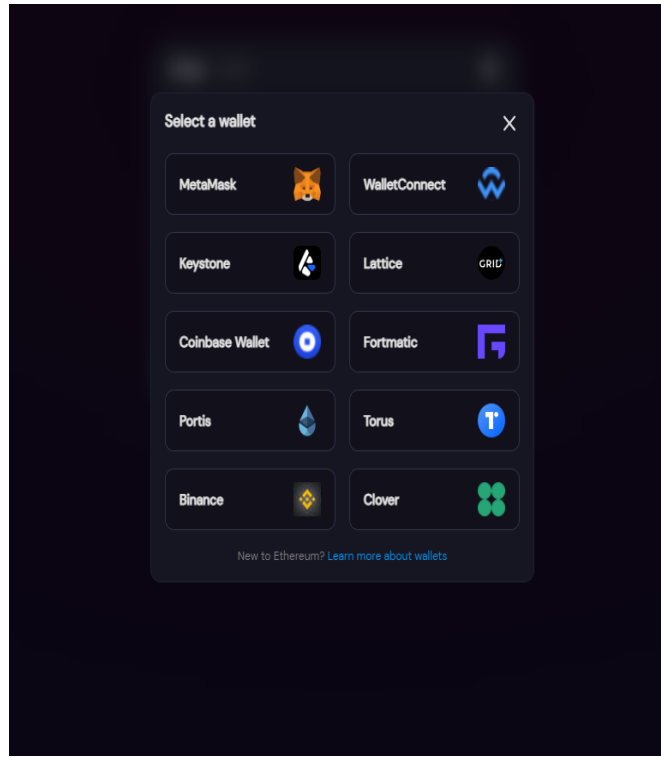 Select a wallet
MetaMask
WalletConnect
Keystone
Lattice
GRID+
Coinbase Wallet
Fortmatic
Portis
Torus
Binance
Clover
New to Ethereum? Learn more about wallets